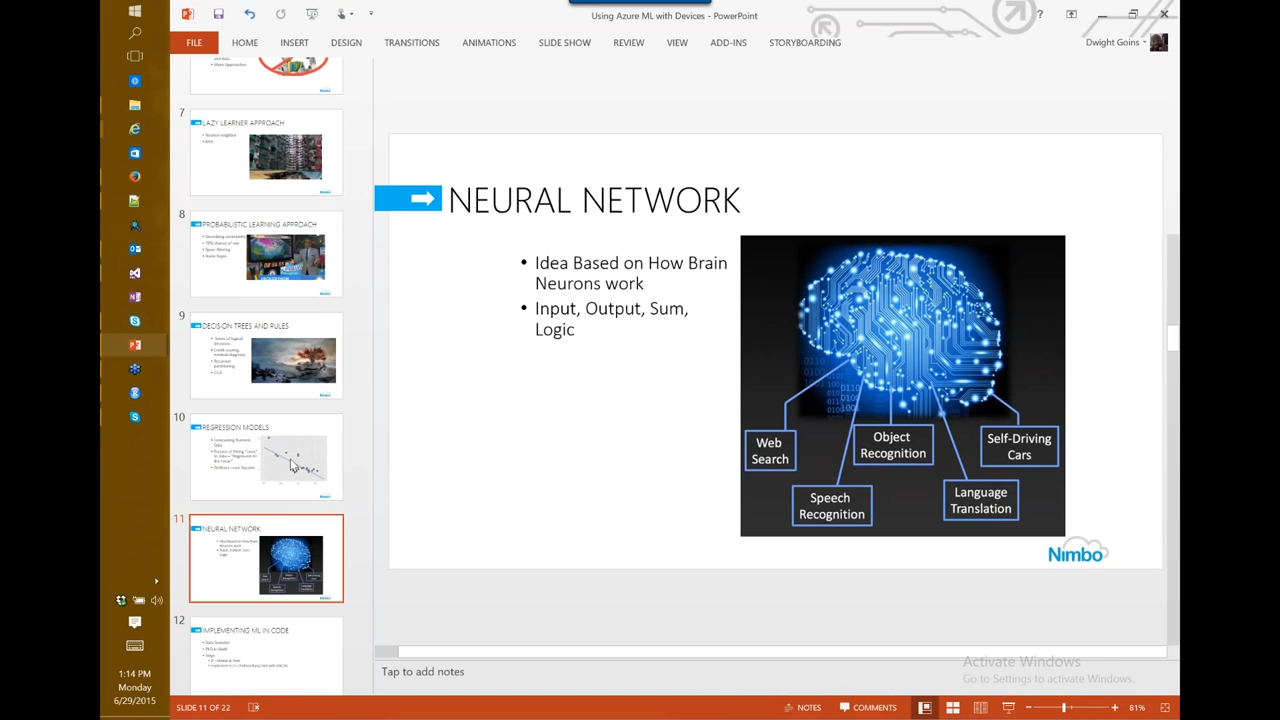 Using Azure ML with Devices - PowerPoint
?
FILE
HOME
INSERT
DESIGN
TRANSITIONS
ANIMATIONS
SLIDE SHOW
REVIEW
VIEW
ADD-INS
STORYBOARDING
Dwight Goins
7
LAZY LEARNER APPROACH
8
PROBABILISTIC LEARNING APPROACH
9
DECISION TREES AND RULES
10
REGRESSION MODELS
11
NEURAL NETWORK
12
IMPLEMENTING ML IN CODE
NEURAL NETWORK
• Idea Based on How Brain
Neurons work
• Input, Output, Sum,
Logic
Web
Search
Object
Recognition
Self-Driving
Cars
Speech
Recognition
Language
Translation
Nimbo
Activate Windows
Go to Settings to activate Windows.
Tap to add notes
1:14 PM
Monday
6/29/2015
SLIDE 11 OF 22
NOTES
COMMENTS
81%